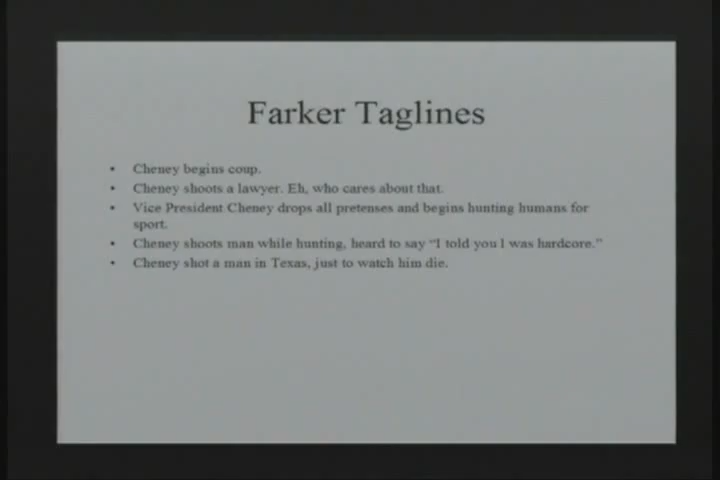 Farker Taglines
• Cheney begins coup.
• Cheney shoots a lawyer. Eh, who cares about that.
• Vice President Cheney drops all pretenses and begins hunting humans for
sport.
• Cheney shoots man while hunting, heard to say “I told you I was hardcore.”
• Cheney shot a man in Texas, just to watch him die.